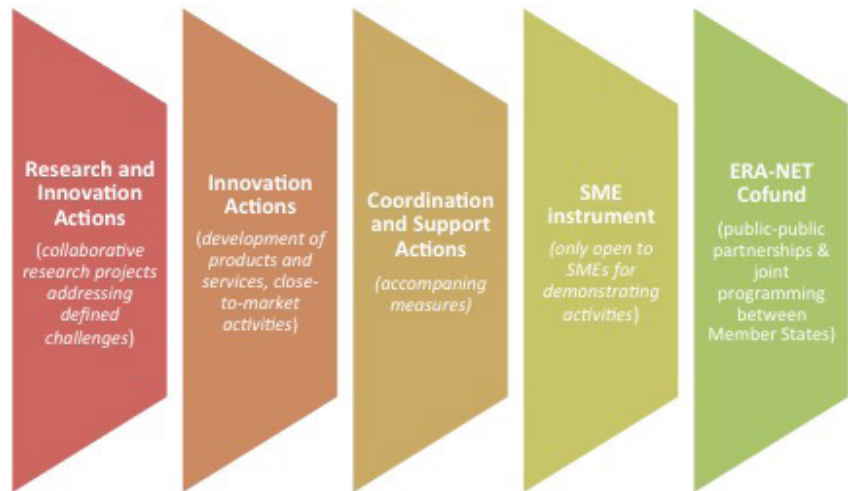 Research and
Innovation
Actions
(collaborative
research projects
addressing
defined
challenges)
Innovation
Actions
(development of
products and
services, close-
to-market
activities)
Coordination
and Support
Actions
(accompaning
measures)
SME
instrument
(only open to
SMEs for
demonstrating
activities)
ERA-NET
Cofund
(public-public
partnerships &
joint
programming
between
Member States)